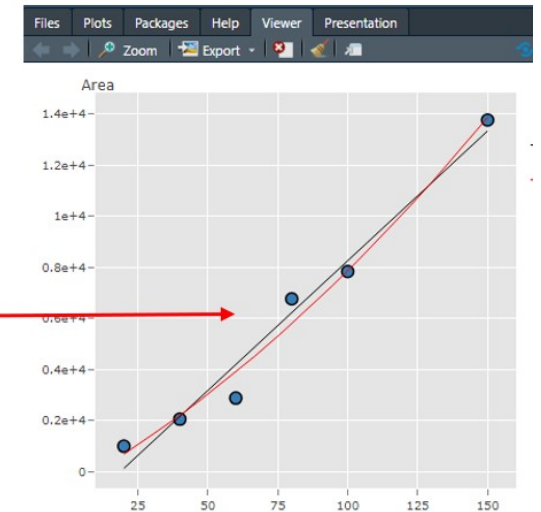 Files Plots Packages Help Viewer Presentation
Zoom Export
Area
1.4e+4
1.2e+4
1e+4
0.8e+4
0.6e+4
0.4e+4
0.2e+4
0
25 50 75 100 125 150